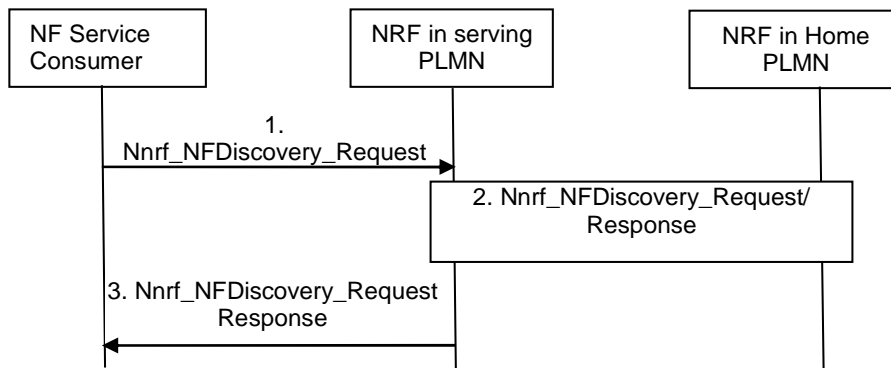 NF Service
Consumer
NRF in serving
PLMN
NRF in Home
PLMN
1.
Nnrf_NFDiscovery_Request
2. Nnrf_NFDiscovery_Request/
Response
3. Nnrf_NFDiscovery_Request
Response